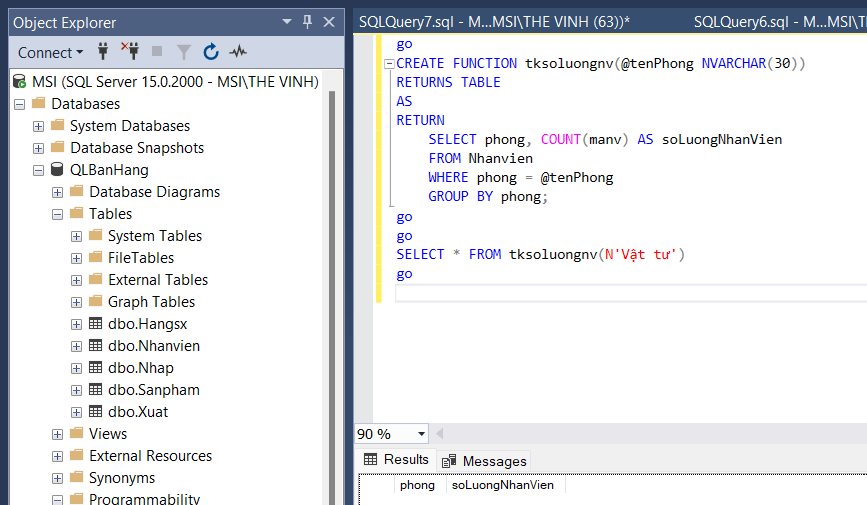 Object Explorer
Connect
MSI (SQL Server 15.0.2000 - MSI\THE VINH)
Databases
System Databases
Database Snapshots
QLBanHang
Database Diagrams
Tables
System Tables
FileTables
External Tables
Graph Tables
dbo.Hangsx
dbo.Nhanvien
dbo.Nhap
dbo.Sanpham
dbo.Xuat
Views
External Resources
Synonyms
Programmability
SQLQuery7.sql - M...MSI\THE VINH (63))*
SQLQuery6.sql - M...MSI\T
go
CREATE FUNCTION tksoluongnv(@tenPhong NVARCHAR(30))
RETURNS TABLE
AS
RETURN
SELECT phong, COUNT(manv) AS soLuongNhanVien
FROM Nhanvien
WHERE phong = @tenPhong
GROUP BY phong;
go
go
SELECT * FROM tksoluongnv(N'Vật tư')
go
90 %
Results
Messages
phong soLuongNhanVien